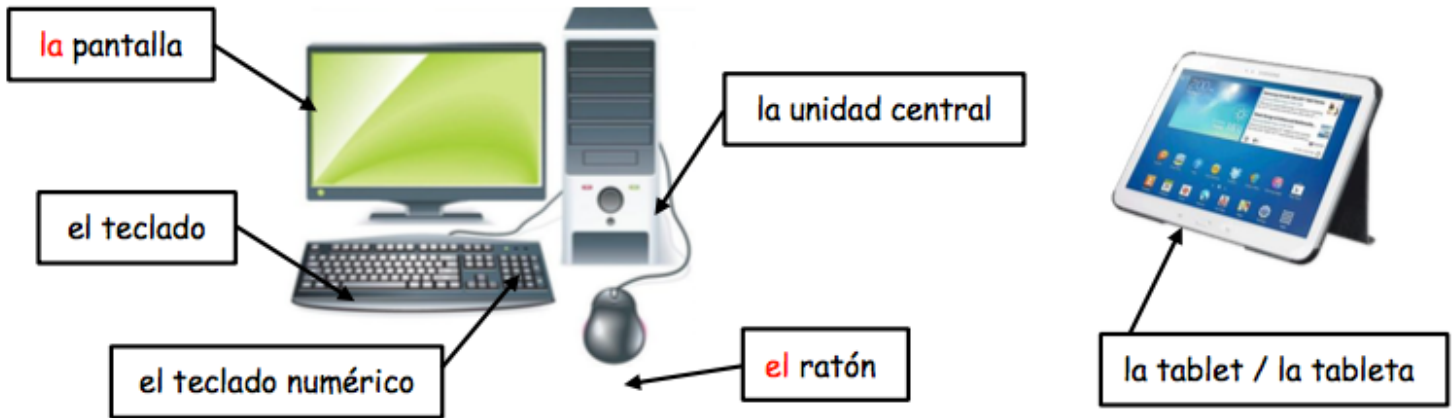 la pantalla
la unidad central
el teclado
el teclado numérico
el ratón
la tablet / la tableta